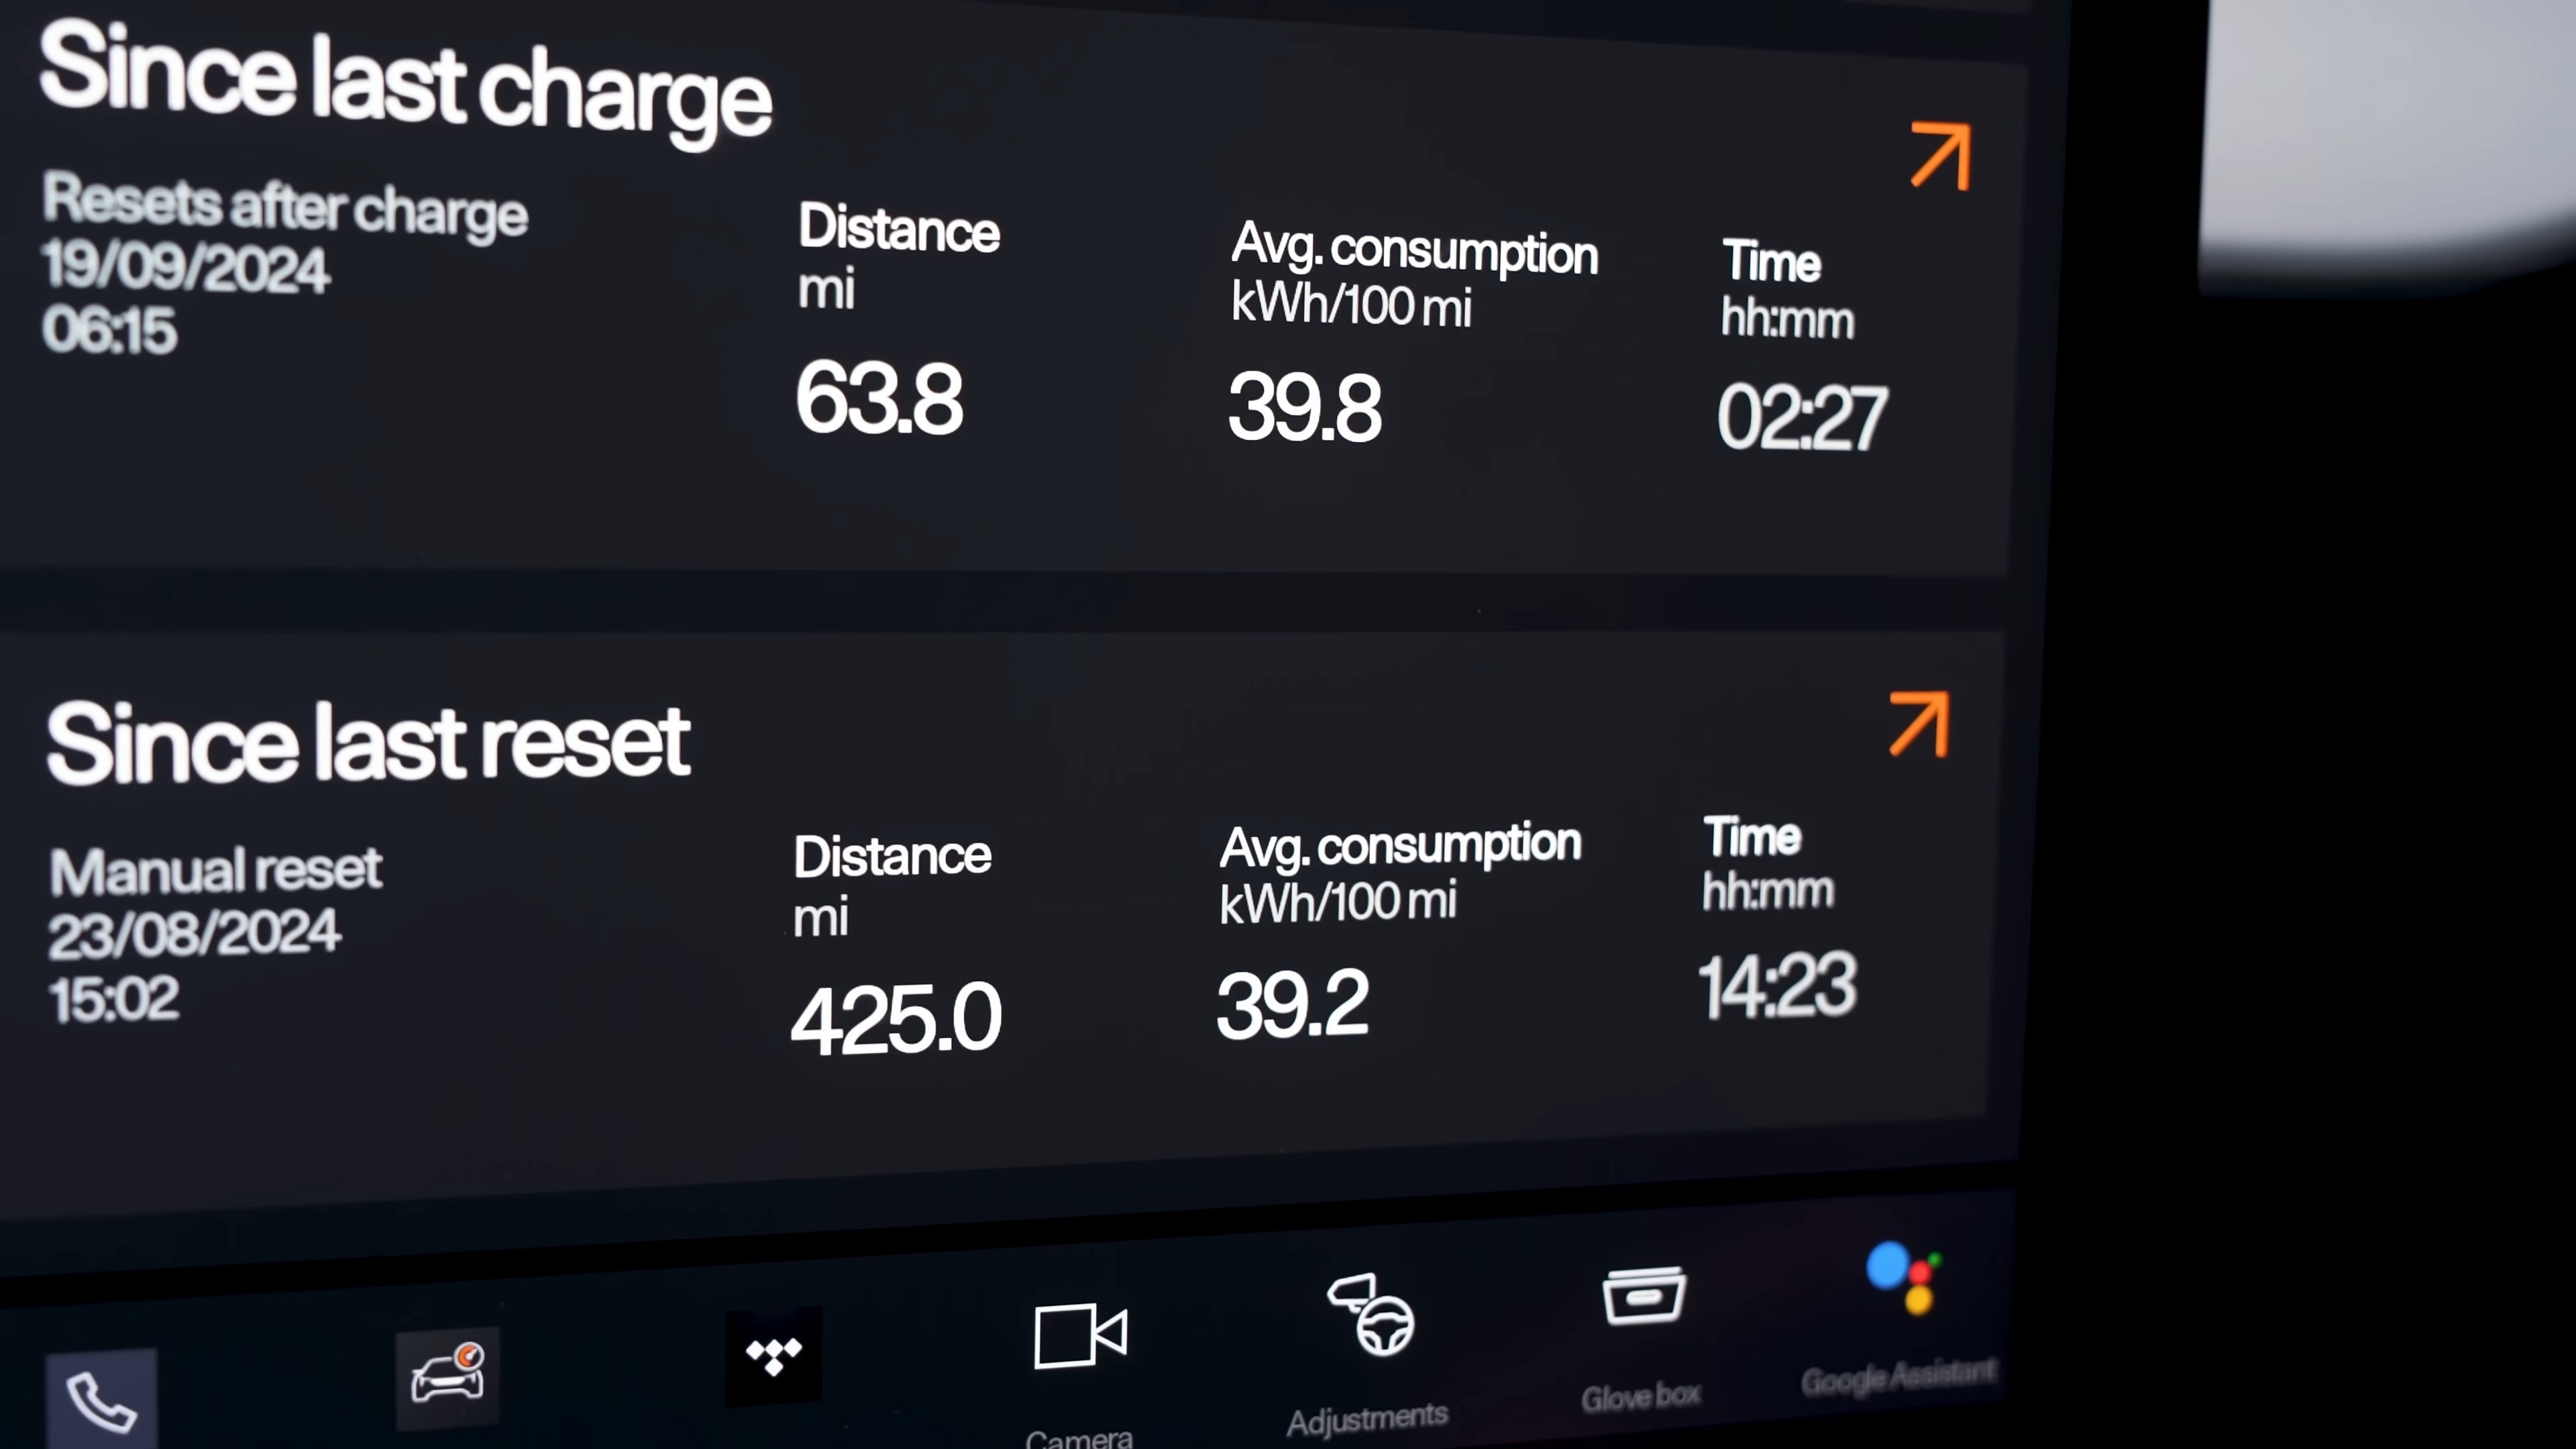 Since last charge
Resets after charge
19/09/2024
06:15
Distance
mi
63.8
Avg. consumption
kWh/100 mi
39.8
Time
hh:mm
02:27
Since last reset
Manual reset
23/08/2024
15:02
Distance
mi
425.0
Avg. consumption
kWh/100 mi
39.2
Time
hh:mm
14:23
Camera
Adjustments
Glove box
Google Assistant